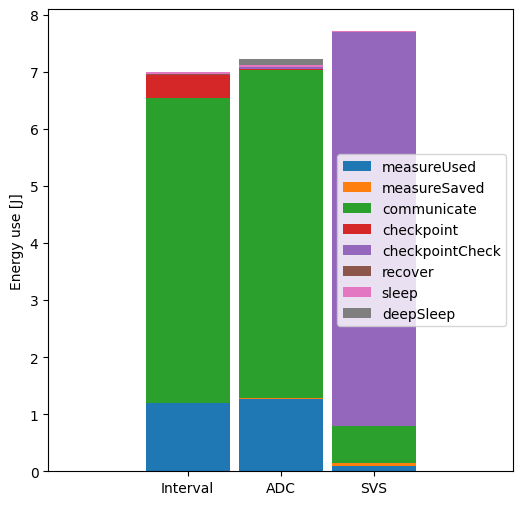 8
7
6
5
4
3
2
1
0
Energy use [J]
measureUsed
measureSaved
communicate
checkpoint
checkpointCheck
recover
sleep
deepSleep
Interval ADC SVS